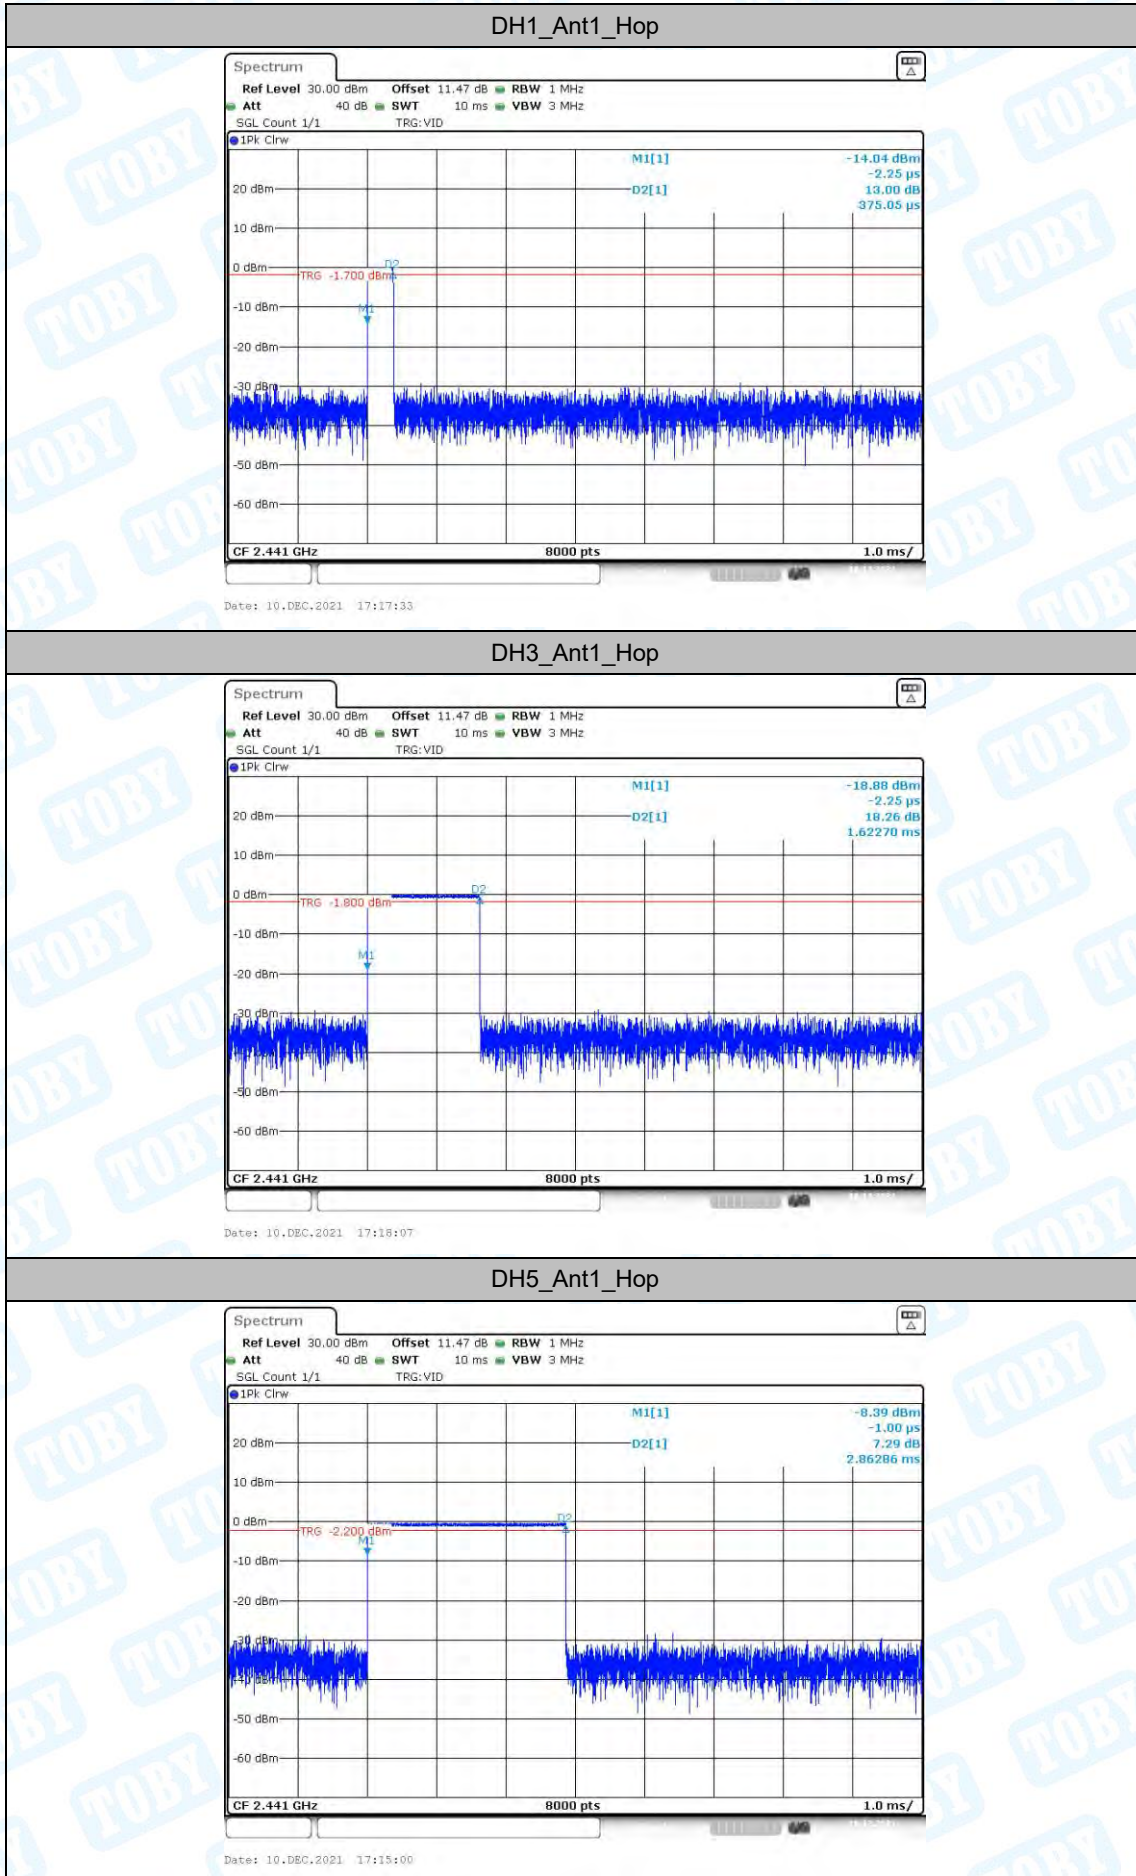 DH1_Ant1_Hop
Spectrum
Ref Level 30.00 dBm Offset 11.47 dB RBW 1 MHz
Att 40 dB SWT 10 ms VBW 3 MHz
SGL Count 1/1 TRG:VID
1Pk Clrw
M1[1] -14.04 dBm
-2.25 µs
20 dBm D2[1] 13.00 dB
375.05 µs
10 dBm
D2
0 dBm
TRG -1.700 dBm
-10 dBm
M1
-20 dBm
-30 dBm
-50 dBm
-60 dBm
CF 2.441 GHz 8000 pts 1.0 ms/
Date: 10.DEC.2021 17:17:33
DH3_Ant1_Hop
Spectrum
Ref Level 30.00 dBm Offset 11.47 dB RBW 1 MHz
Att 40 dB SWT 10 ms VBW 3 MHz
SGL Count 1/1 TRG:VID
1Pk Clrw
M1[1] -18.88 dBm
-2.25 µs
20 dBm D2[1] 18.26 dB
1.62270 ms
10 dBm
D2
0 dBm
TRG -1.800 dBm
-10 dBm
M1
-20 dBm
-30 dBm
-50 dBm
-60 dBm
CF 2.441 GHz 8000 pts 1.0 ms/
Date: 10.DEC.2021 17:18:07
DH5_Ant1_Hop
Spectrum
Ref Level 30.00 dBm Offset 11.47 dB RBW 1 MHz
Att 40 dB SWT 10 ms VBW 3 MHz
SGL Count 1/1 TRG:VID
1Pk Clrw
M1[1] -8.39 dBm
-1.00 µs
20 dBm D2[1] 7.29 dB
2.86286 ms
10 dBm
D2
0 dBm
TRG -2.200 dBm
M1
-10 dBm
-20 dBm
-30 dBm
-40 dBm
-50 dBm
-60 dBm
CF 2.441 GHz 8000 pts 1.0 ms/
Date: 10.DEC.2021 17:15:00